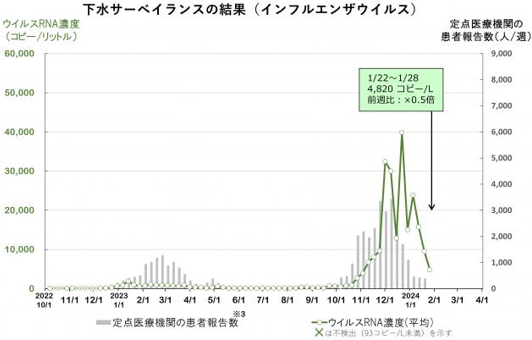 下水サーベイランスの結果（インフルエンザウイルス）
ウイルスRNA濃度
（コピー/リットル）
定点医療機関の
患者報告数(人/週)
60,000
50,000
40,000
30,000
20,000
10,000
0
9,000
8,000
7,000
6,000
5,000
4,000
3,000
2,000
1,000
0
1/22～1/28
4,820 コピー/L
前週比：×0.5倍
2022 2023 2024
10/1 11/1 12/1 1/1 2/1 3/1 4/1 5/1 6/1 7/1 8/1 9/1 10/1 11/1 12/1 1/1 2/1 3/1 4/1
※3
定点医療機関の患者報告数 ウイルスRNA濃度(平均)
×は不検出（93コピー/L未満）を示す